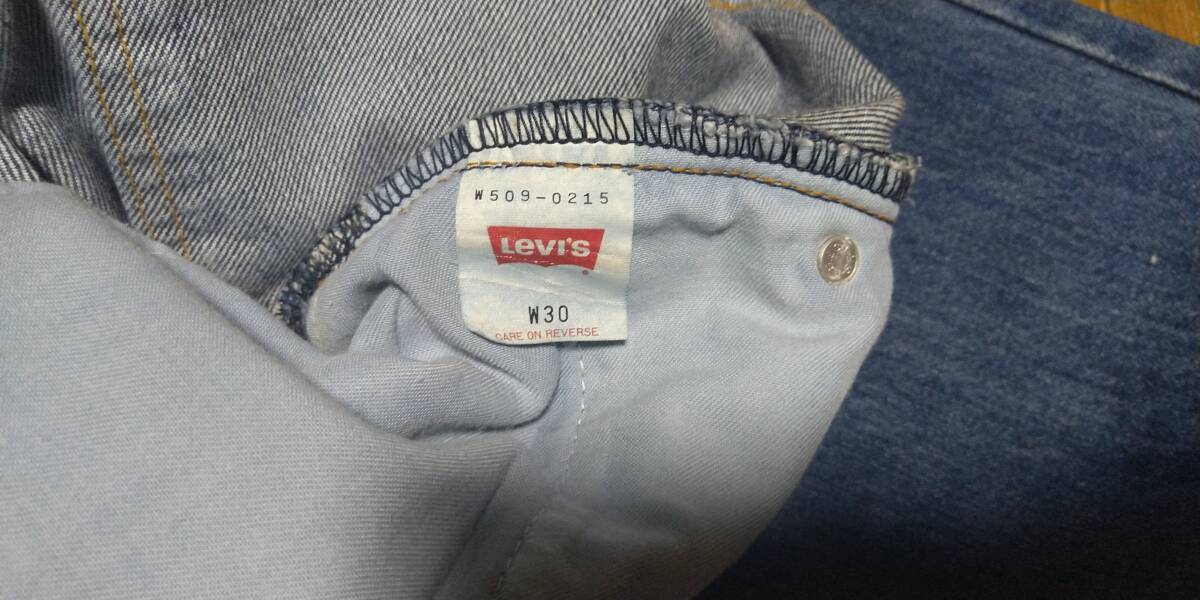 W509-0215
Levi's
W30
CARE ON REVERSE